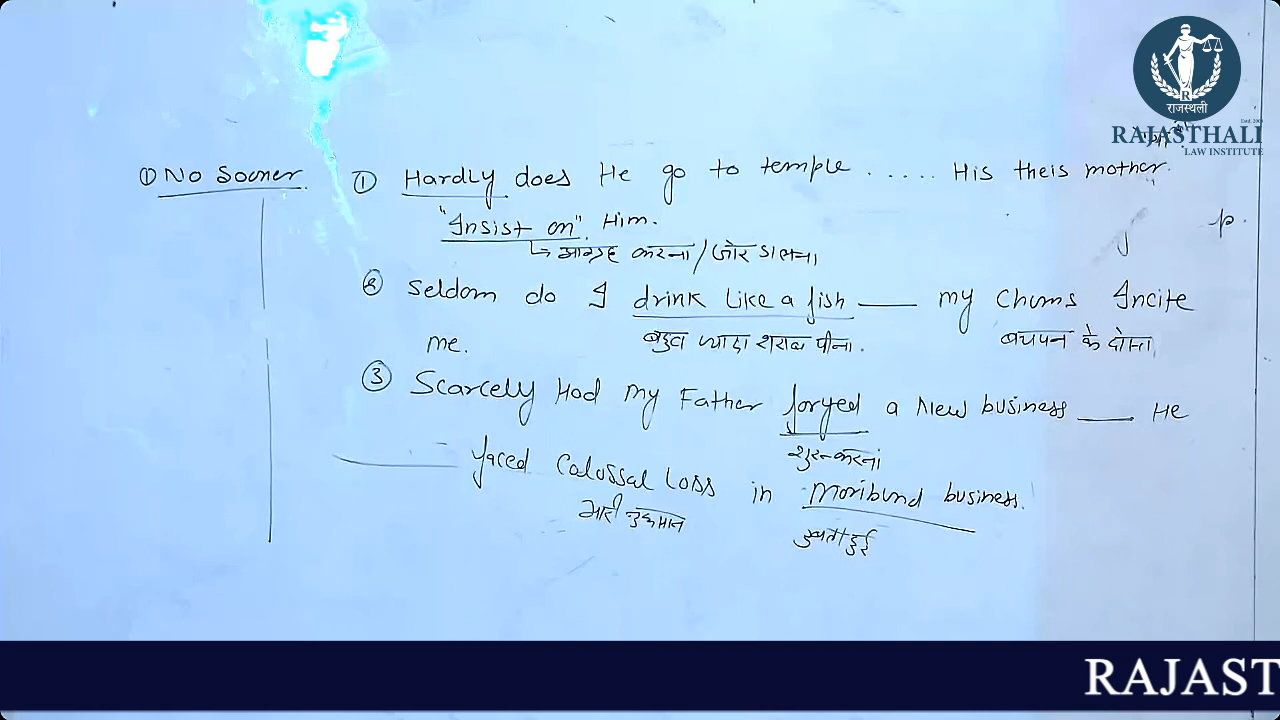 राजस्थली
Estd. 2001
RAJASTHALI
LAW INSTITUTE
① No Sooner. ① Hardly does He go to temple ..... His theis mother.
"Insist on". Him.
↳ आग्रह करना/जोर डालना
② Seldom do I drink like a fish ___ my Chums Incite
बहुत ज्यादा शराब पीना. बचपन के दोस्त
me.
③ Scarcely Had my Father forged a New business ___ He
शुरू करना
___ faced Colossal Loss in Moribund business.
भारी नुकसान डुबता हुई
RAJAST